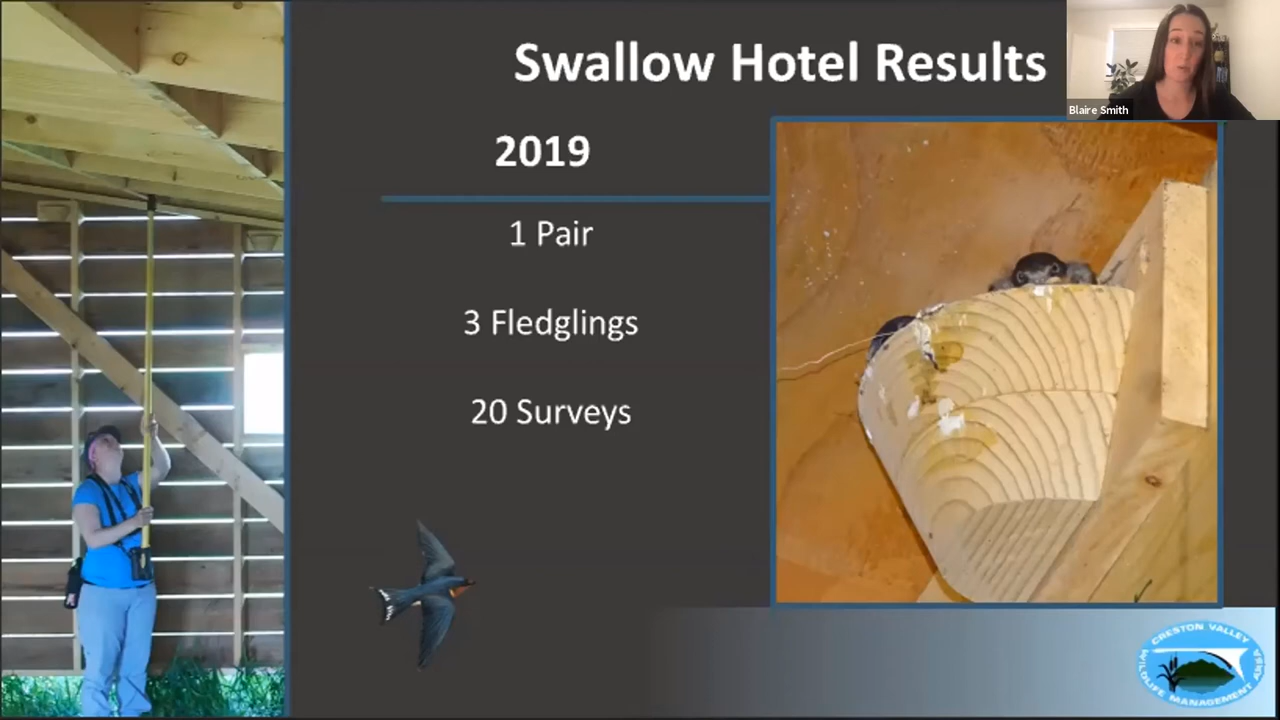 Swallow Hotel Results
Blaire Smith
2019
1 Pair
3 Fledglings
20 Surveys
CRESTON VALLEY
WILDLIFE MANAGEMENT AREA